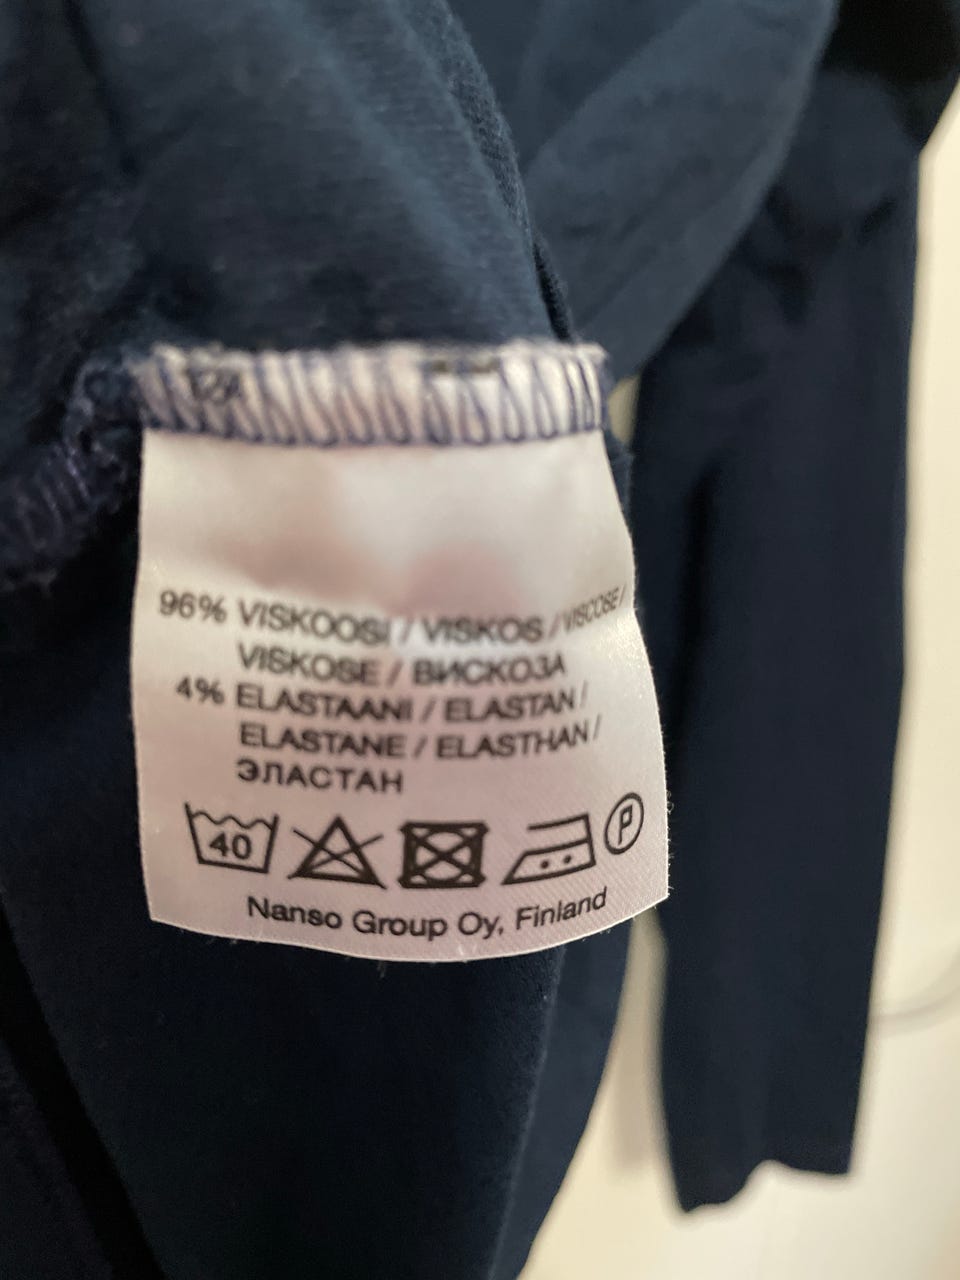 96% VISKOOSI / VISKOS / VISCOSE /
VISKOSE / ВИСКОЗА
4% ELASTAANI / ELASTAN /
ELASTANE / ELASTHAN /
ЭЛАСТАН
40
P
Nanso Group Oy, Finland